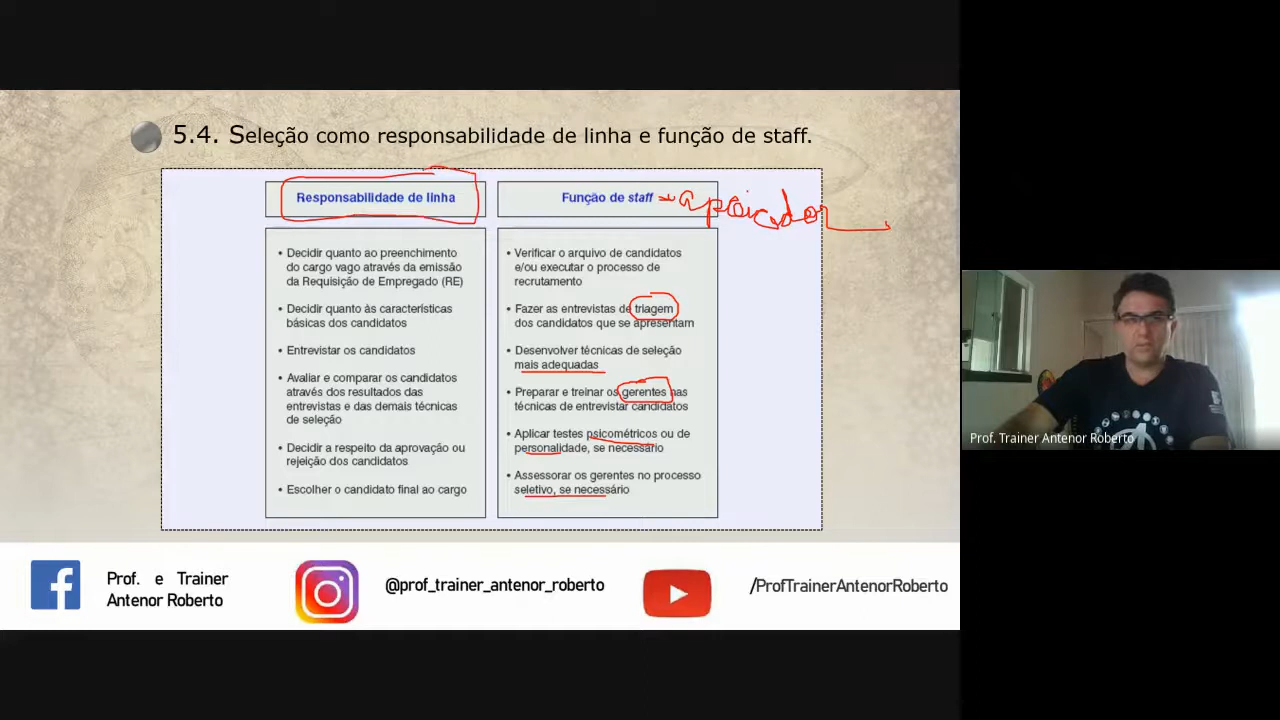 5.4. Seleção como responsabilidade de linha e função de staff.
Responsabilidade de linha
• Decidir quanto ao preenchimento
do cargo vago através da emissão
da Requisição de Empregado (RE)
• Decidir quanto às características
básicas dos candidatos
• Entrevistar os candidatos
• Avaliar e comparar os candidatos
através dos resultados das
entrevistas e das demais técnicas
de seleção
• Decidir a respeito da aprovação ou
rejeição dos candidatos
• Escolher o candidato final ao cargo
Função de staff
apoiador
• Verificar o arquivo de candidatos
e/ou executar o processo de
recrutamento
• Fazer as entrevistas de triagem
dos candidatos que se apresentam
• Desenvolver técnicas de seleção
mais adequadas
• Preparar e treinar os gerentes nas
técnicas de entrevistar candidatos
• Aplicar testes psicométricos ou de
personalidade, se necessário
• Assessorar os gerentes no processo
seletivo, se necessário
Prof. Trainer Antenor Roberto
Prof. e Trainer
Antenor Roberto
@prof_trainer_antenor_roberto
/ProfTrainerAntenorRoberto